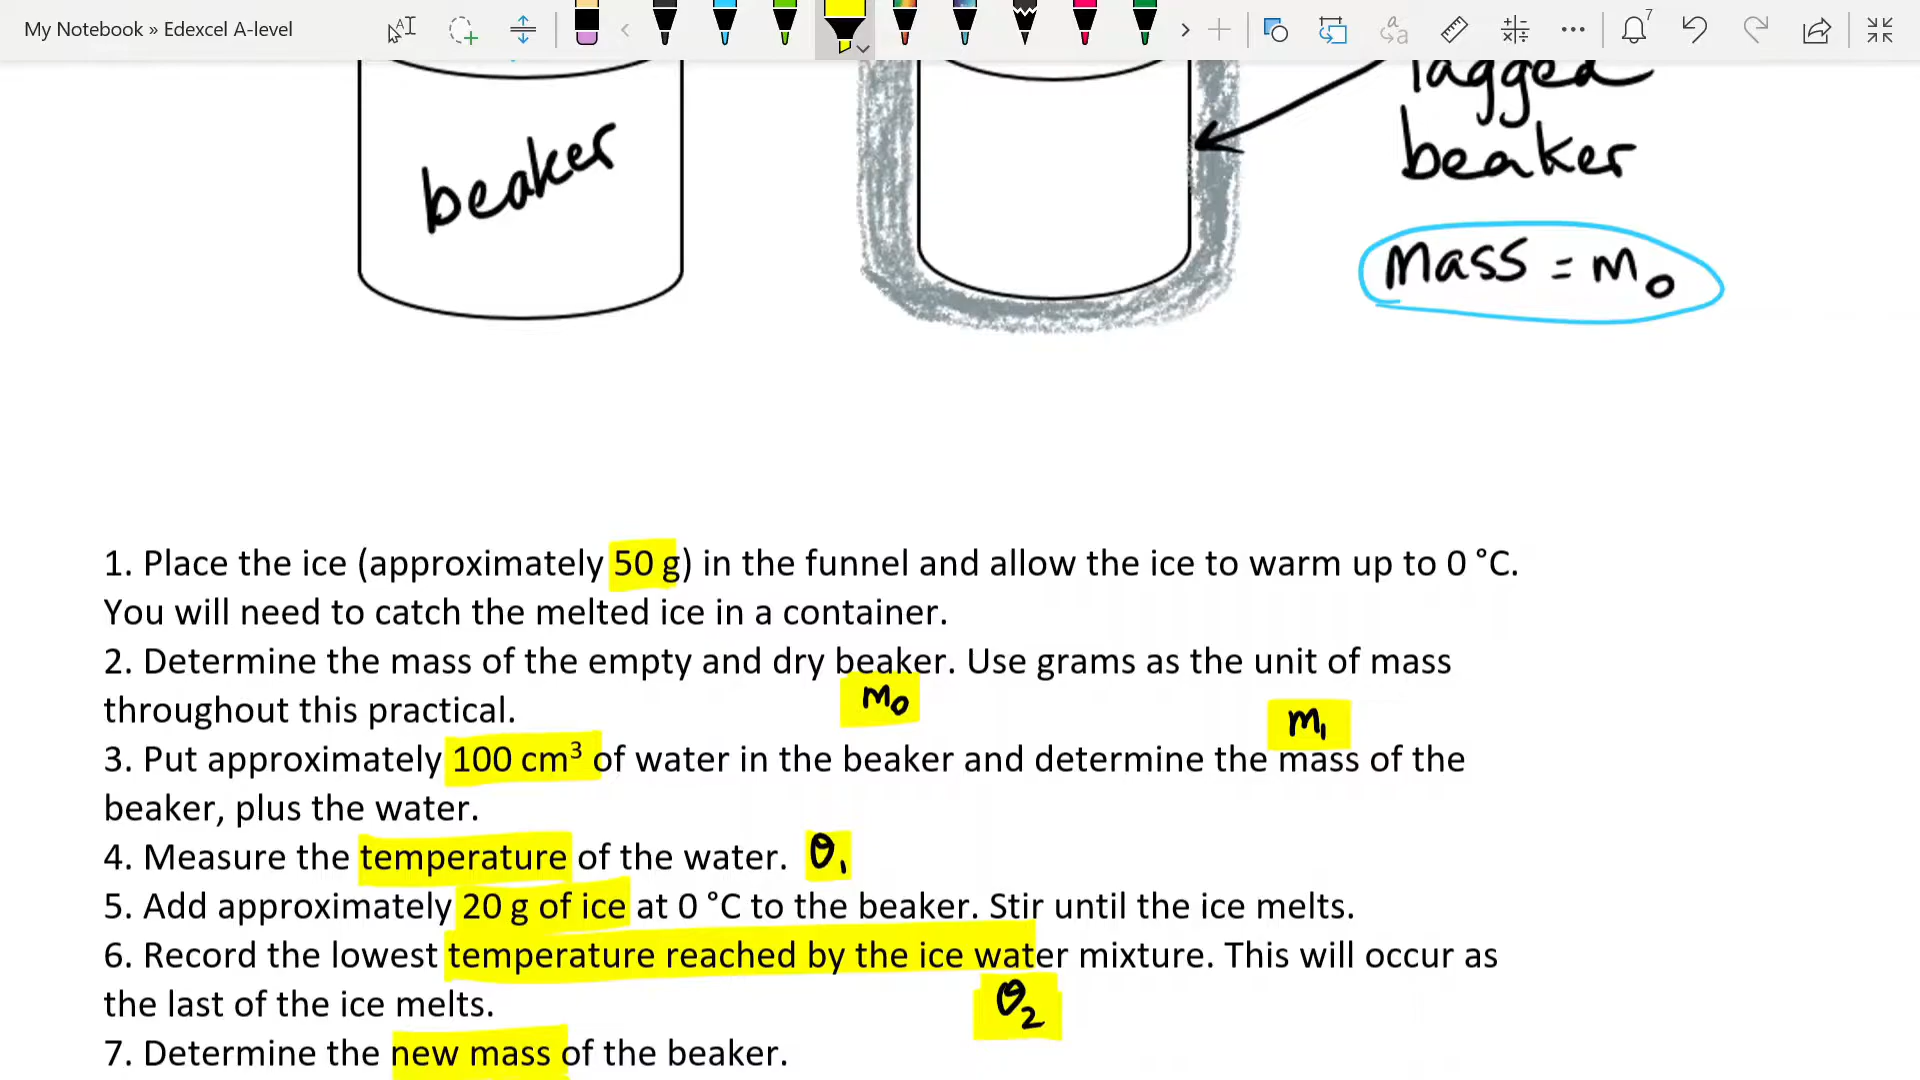 My Notebook » Edexcel A-level
7
lagged
beaker
beaker
Mass = m₀
1. Place the ice (approximately 50 g) in the funnel and allow the ice to warm up to 0 °C.
You will need to catch the melted ice in a container.
2. Determine the mass of the empty and dry beaker. Use grams as the unit of mass
m₀
throughout this practical.
m₁
3. Put approximately 100 cm³ of water in the beaker and determine the mass of the
beaker, plus the water.
4. Measure the temperature of the water. θ₁
5. Add approximately 20 g of ice at 0 °C to the beaker. Stir until the ice melts.
6. Record the lowest temperature reached by the ice water mixture. This will occur as
the last of the ice melts.
θ₂
7. Determine the new mass of the beaker.